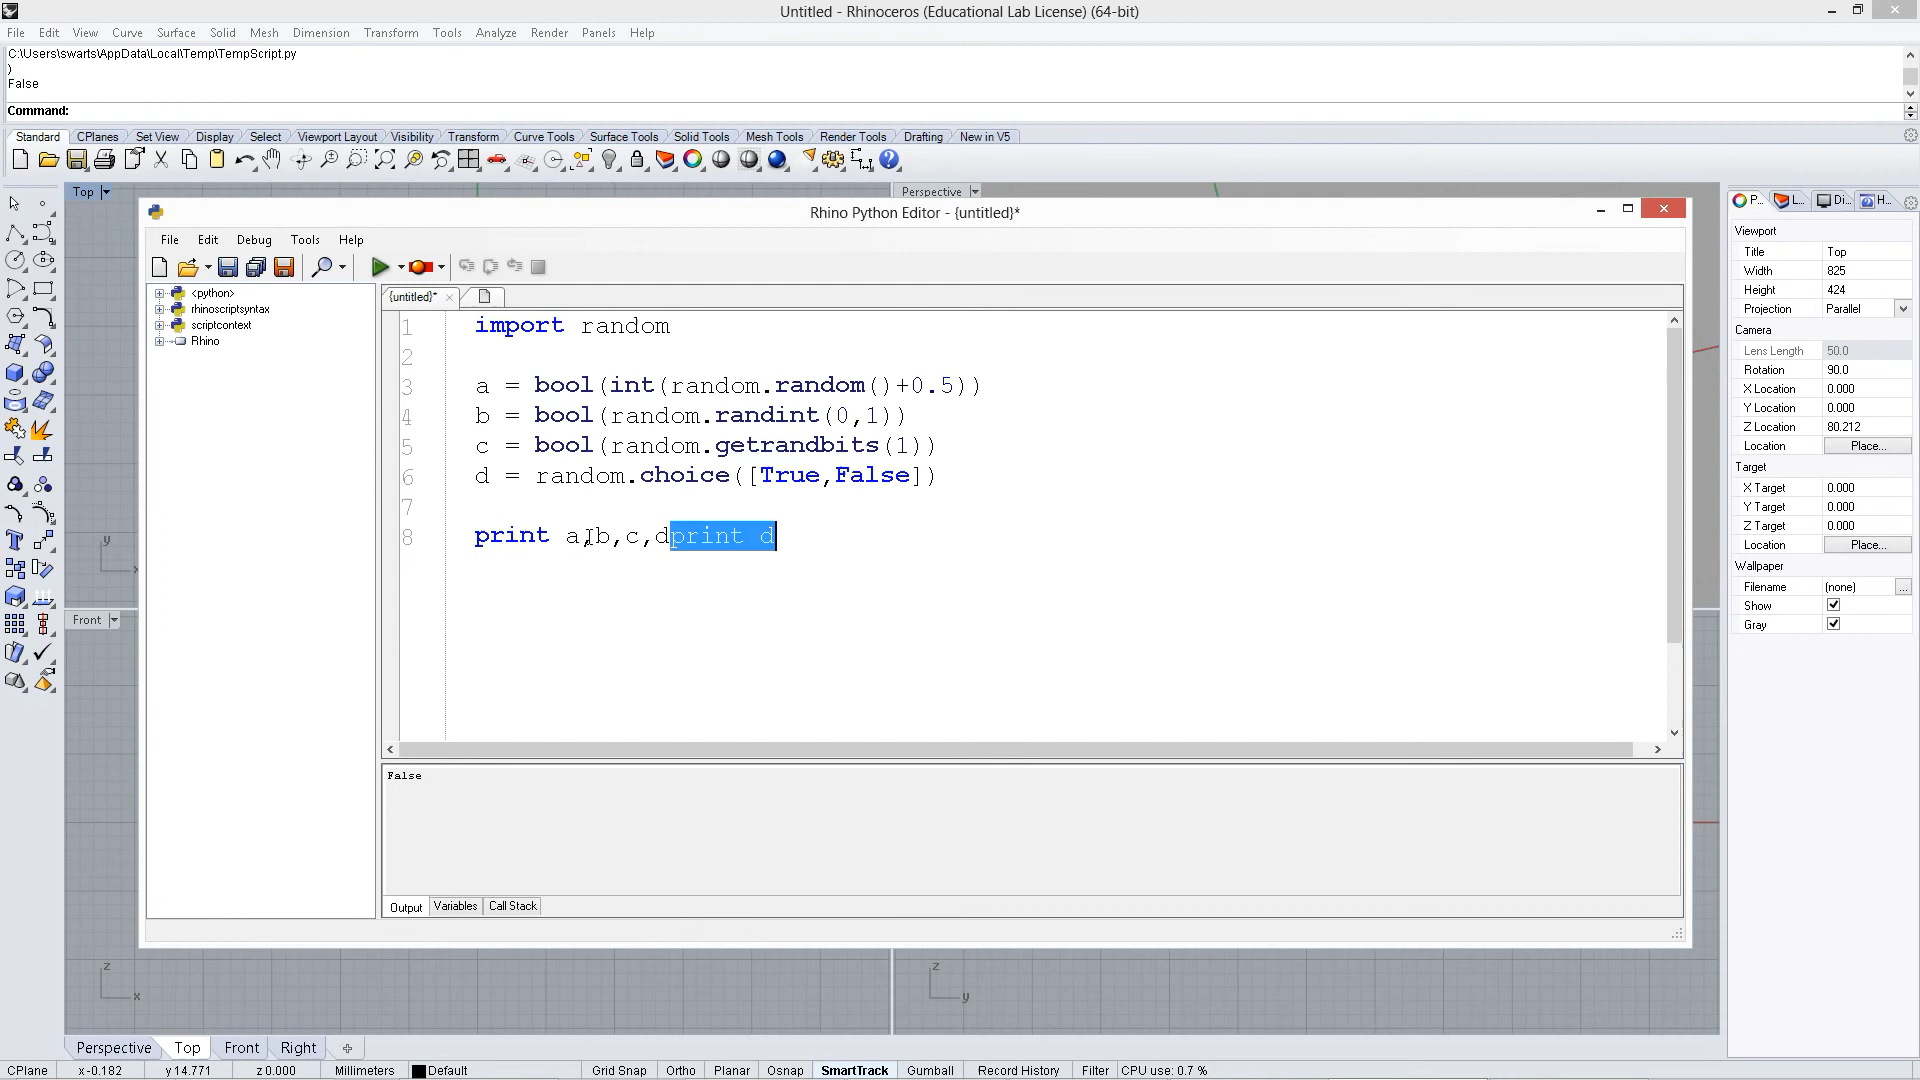 Untitled - Rhinoceros (Educational Lab License) (64-bit)
File Edit View Curve Surface Solid Mesh Dimension Transform Tools Analyze Render Panels Help
C:\Users\swarts\AppData\Local\Temp\TempScript.py
)
False
Command:
Standard CPlanes Set View Display Select Viewport Layout Visibility Transform Curve Tools Surface Tools Solid Tools Mesh Tools Render Tools Drafting New in V5
Top
Perspective
Rhino Python Editor - {untitled}*
File Edit Debug Tools Help
<python>
rhinoscriptsyntax
scriptcontext
Rhino
{untitled}*
1 import random
2
3 a = bool(int(random.random()+0.5))
4 b = bool(random.randint(0,1))
5 c = bool(random.getrandbits(1))
6 d = random.choice([True,False])
7
8 print a,b,c,dprint d
False
Output Variables Call Stack
P... L... Di... H...
Viewport
Title Top
Width 825
Height 424
Projection Parallel
Camera
Lens Length 50.0
Rotation 90.0
X Location 0.000
Y Location 0.000
Z Location 80.212
Location Place...
Target
X Target 0.000
Y Target 0.000
Z Target 0.000
Location Place...
Wallpaper
Filename (none) ...
Show
Gray
y
x
Front
z
x
z
y
Perspective Top Front Right
CPlane x -0.182 y 14.771 z 0.000 Millimeters Default Grid Snap Ortho Planar Osnap SmartTrack Gumball Record History Filter CPU use: 0.7 %